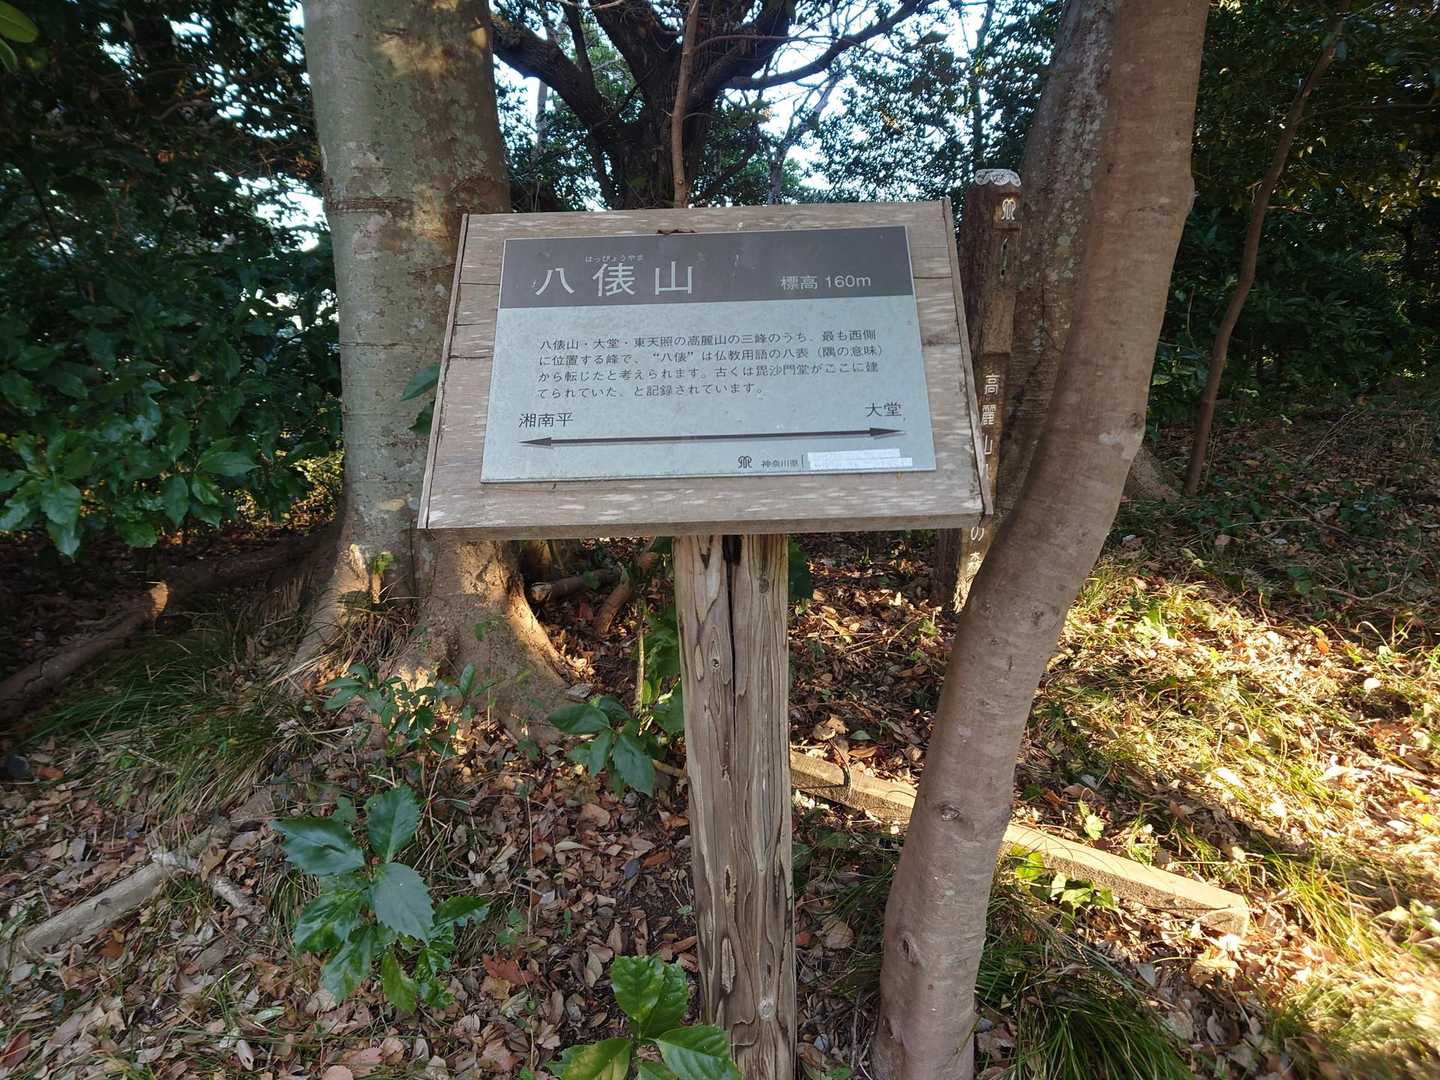 はっぴょうやま
八俵山 標高 160m
八俵山・大堂・東天照の高麗山の三峰のうち、最も西側
に位置する峰で、“八俵”は仏教用語の八表（隅の意味）
から転じたと考えられます。古くは毘沙門堂がここに建
てられていた、と記録されています。
湘南平 大堂
神奈川県
高麗山
の